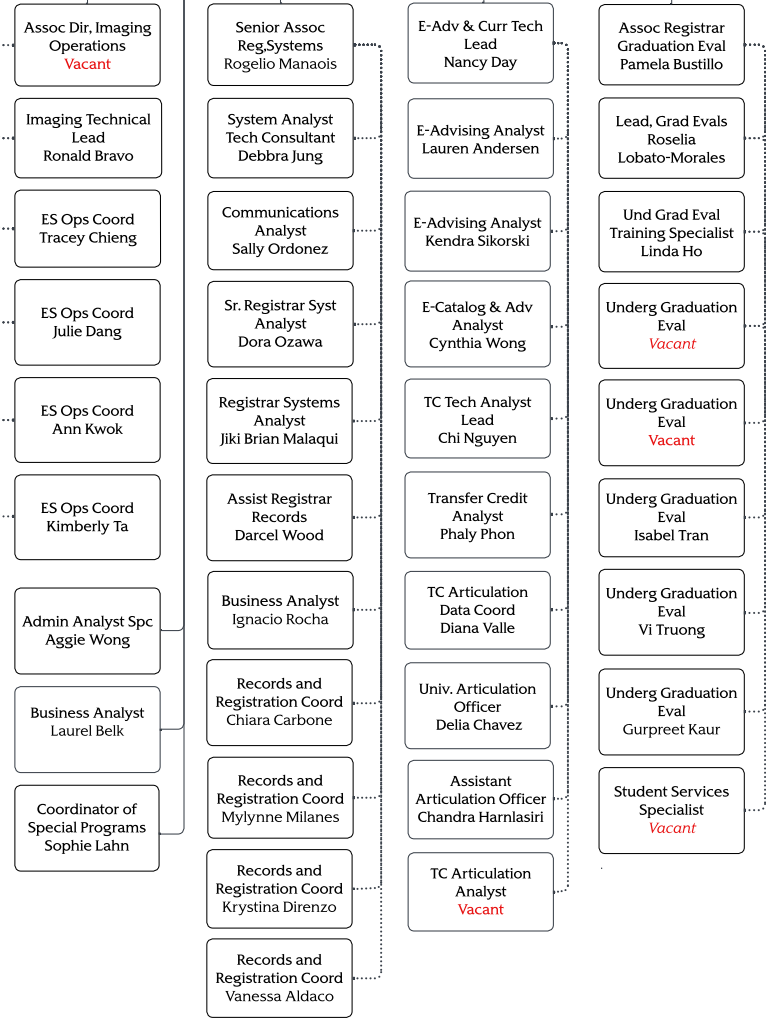 Assoc Dir, Imaging
Operations
Vacant
Imaging Technical
Lead
Ronald Bravo
ES Ops Coord
Tracey Chieng
ES Ops Coord
Julie Dang
ES Ops Coord
Ann Kwok
ES Ops Coord
Kimberly Ta
Admin Analyst Spc
Aggie Wong
Business Analyst
Laurel Belk
Coordinator of
Special Programs
Sophie Lahn
Senior Assoc
Reg,Systems
Rogelio Manaois
System Analyst
Tech Consultant
Debbra Jung
Communications
Analyst
Sally Ordonez
Sr. Registrar Syst
Analyst
Dora Ozawa
Registrar Systems
Analyst
Jiki Brian Malaqui
Assist Registrar
Records
Darcel Wood
Business Analyst
Ignacio Rocha
Records and
Registration Coord
Chiara Carbone
Records and
Registration Coord
Mylynne Milanes
Records and
Registration Coord
Krystina Direnzo
Records and
Registration Coord
Vanessa Aldaco
E-Adv & Curr Tech
Lead
Nancy Day
E-Advising Analyst
Lauren Andersen
E-Advising Analyst
Kendra Sikorski
E-Catalog & Adv
Analyst
Cynthia Wong
TC Tech Analyst
Lead
Chi Nguyen
Transfer Credit
Analyst
Phaly Phon
TC Articulation
Data Coord
Diana Valle
Univ. Articulation
Officer
Delia Chavez
Assistant
Articulation Officer
Chandra Harnlasiri
TC Articulation
Analyst
Vacant
Assoc Registrar
Graduation Eval
Pamela Bustillo
Lead, Grad Evals
Roselia
Lobato-Morales
Und Grad Eval
Training Specialist
Linda Ho
Underg Graduation
Eval
Vacant
Underg Graduation
Eval
Vacant
Underg Graduation
Eval
Isabel Tran
Underg Graduation
Eval
Vi Truong
Underg Graduation
Eval
Gurpreet Kaur
Student Services
Specialist
Vacant